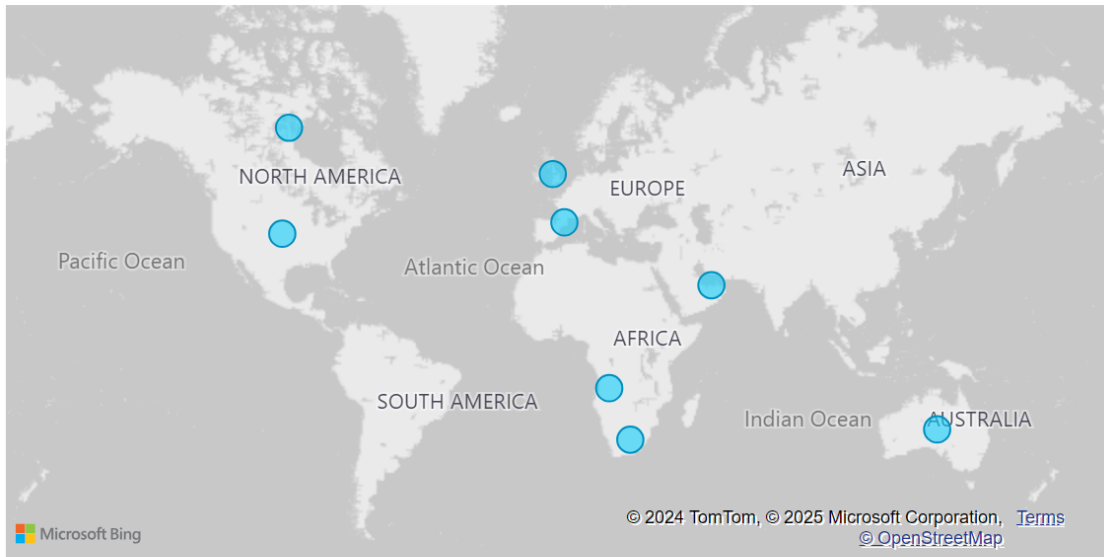 NORTH AMERICA
EUROPE
ASIA
Pacific Ocean
Atlantic Ocean
AFRICA
SOUTH AMERICA
Indian Ocean
AUSTRALIA
© 2024 TomTom, © 2025 Microsoft Corporation, Terms
Microsoft Bing
© OpenStreetMap